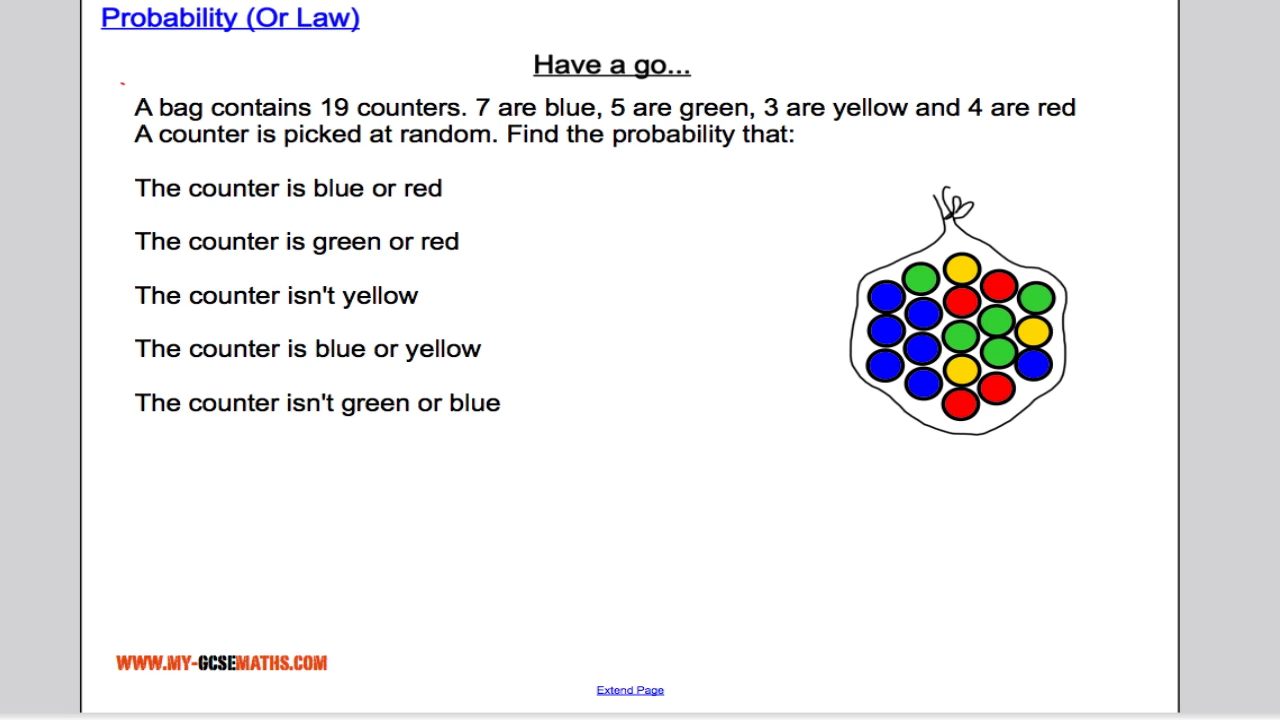 Probability (Or Law)
Have a go...
A bag contains 19 counters. 7 are blue, 5 are green, 3 are yellow and 4 are red
A counter is picked at random. Find the probability that:
The counter is blue or red
The counter is green or red
The counter isn't yellow
The counter is blue or yellow
The counter isn't green or blue
WWW.MY-GCSEMATHS.COM
Extend Page